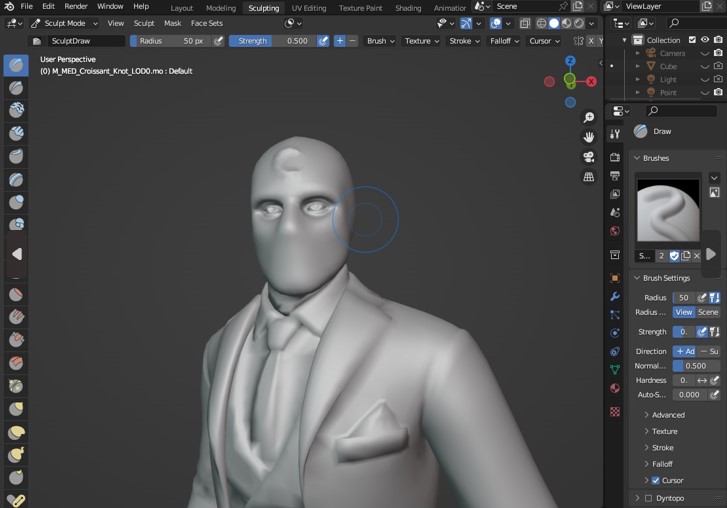 File Edit Render Window Help Layout Modeling Sculpting UV Editing Texture Paint Shading Animation Scene ViewLayer
Sculpt Mode View Sculpt Mask Face Sets
SculptDraw Radius 50 px Strength 0.500 Brush Texture Stroke Falloff Cursor X Y
User Perspective
(0) M_MED_Croissant_Knot_LOD0.mo : Default
Z
X
Y
Collection
Camera
Cube
Light
Point
Draw
Brushes
S... 2
Brush Settings
Radius 50
Radius ... View Scene
Strength 0.
Direction + Ad - Su
Normal... 0.500
Hardness 0.
Auto-S... 0.000
Advanced
Texture
Stroke
Falloff
Cursor
Dyntopo